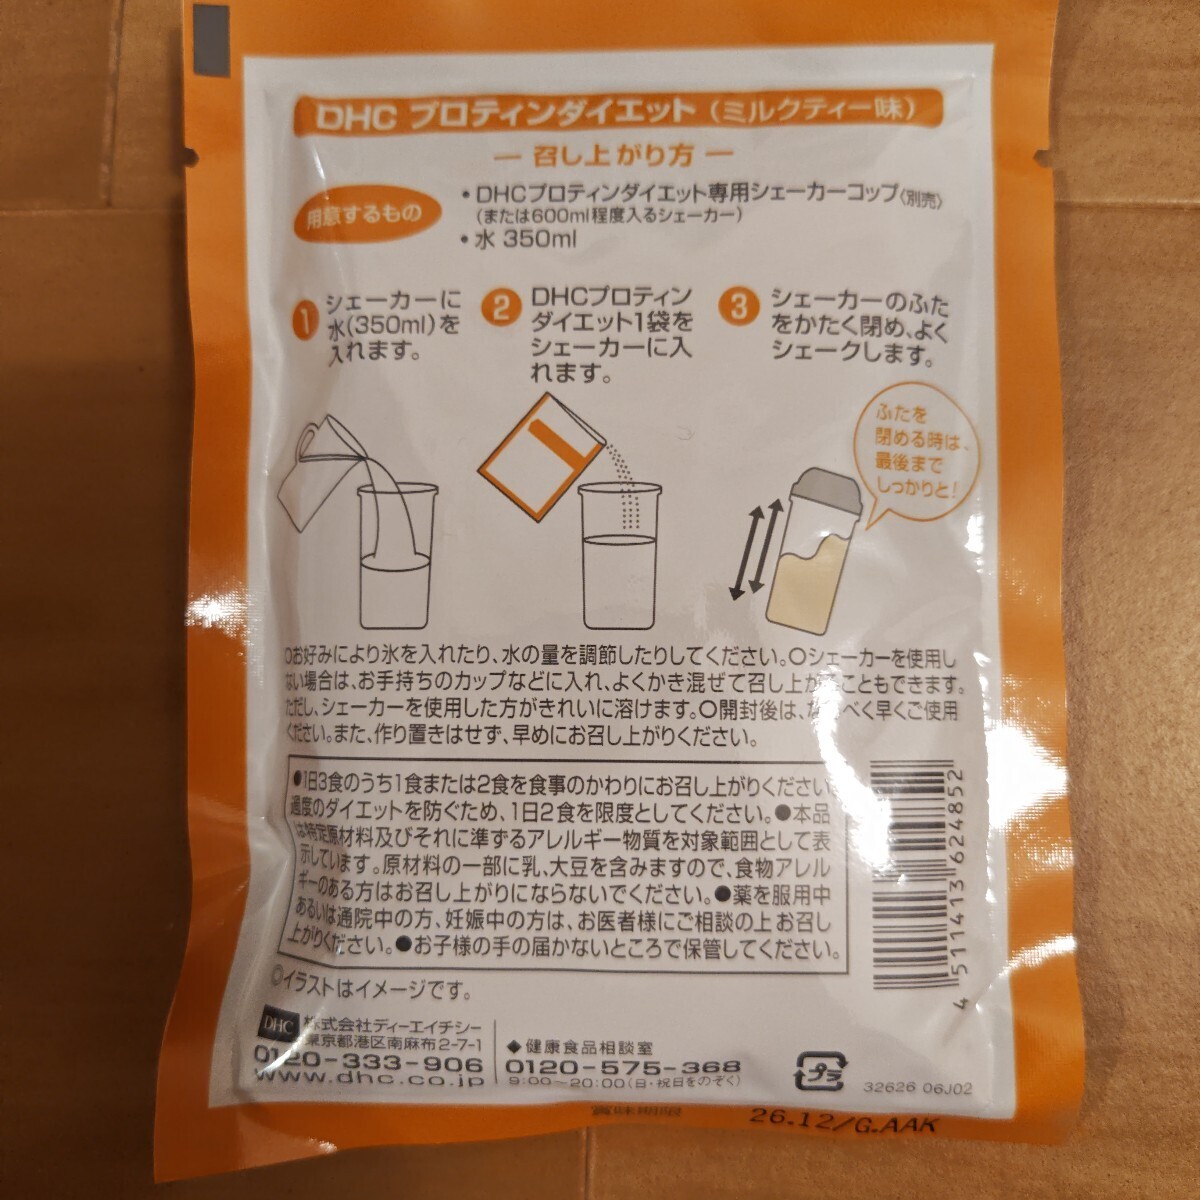 DHC プロティンダイエット（ミルクティー味）
― 召し上がり方 ―
用意するもの
・DHCプロティンダイエット専用シェーカーコップ〈別売〉
（または600ml程度入るシェーカー）
・水 350ml
1 シェーカーに
水(350ml)を
入れます。
2 DHCプロティン
ダイエット1袋を
シェーカーに入
れます。
3 シェーカーのふた
をかたく閉め、よく
シェークします。
ふたを
閉める時は、
最後まで
しっかりと!
○お好みにより氷を入れたり、水の量を調節したりしてください。○シェーカーを使用し
ない場合は、お手持ちのカップなどに入れ、よくかき混ぜて召し上がることもできます。
ただし、シェーカーを使用した方がきれいに溶けます。○開封後は、なるべく早くご使用
ください。また、作り置きはせず、早めにお召し上がりください。
●1日3食のうち1食または2食を食事のかわりにお召し上がりください。
過度のダイエットを防ぐため、1日2食を限度としてください。●本品
は特定原材料及びそれに準ずるアレルギー物質を対象範囲として表
示しています。原材料の一部に乳、大豆を含みますので、食物アレル
ギーのある方はお召し上がりにならないでください。●薬を服用中
あるいは通院中の方、妊娠中の方は、お医者様にご相談の上お召し
上がりください。●お子様の手の届かないところで保管してください。
◎イラストはイメージです。
4 511413 624852
DHC 株式会社ディーエイチシー
東京都港区南麻布2-7-1
0120-333-906
www.dhc.co.jp
◆健康食品相談室
0120-575-368
9:00〜20:00(日・祝日をのぞく)
プラ
32626 06J02
賞味期限
26.12/G.AAK